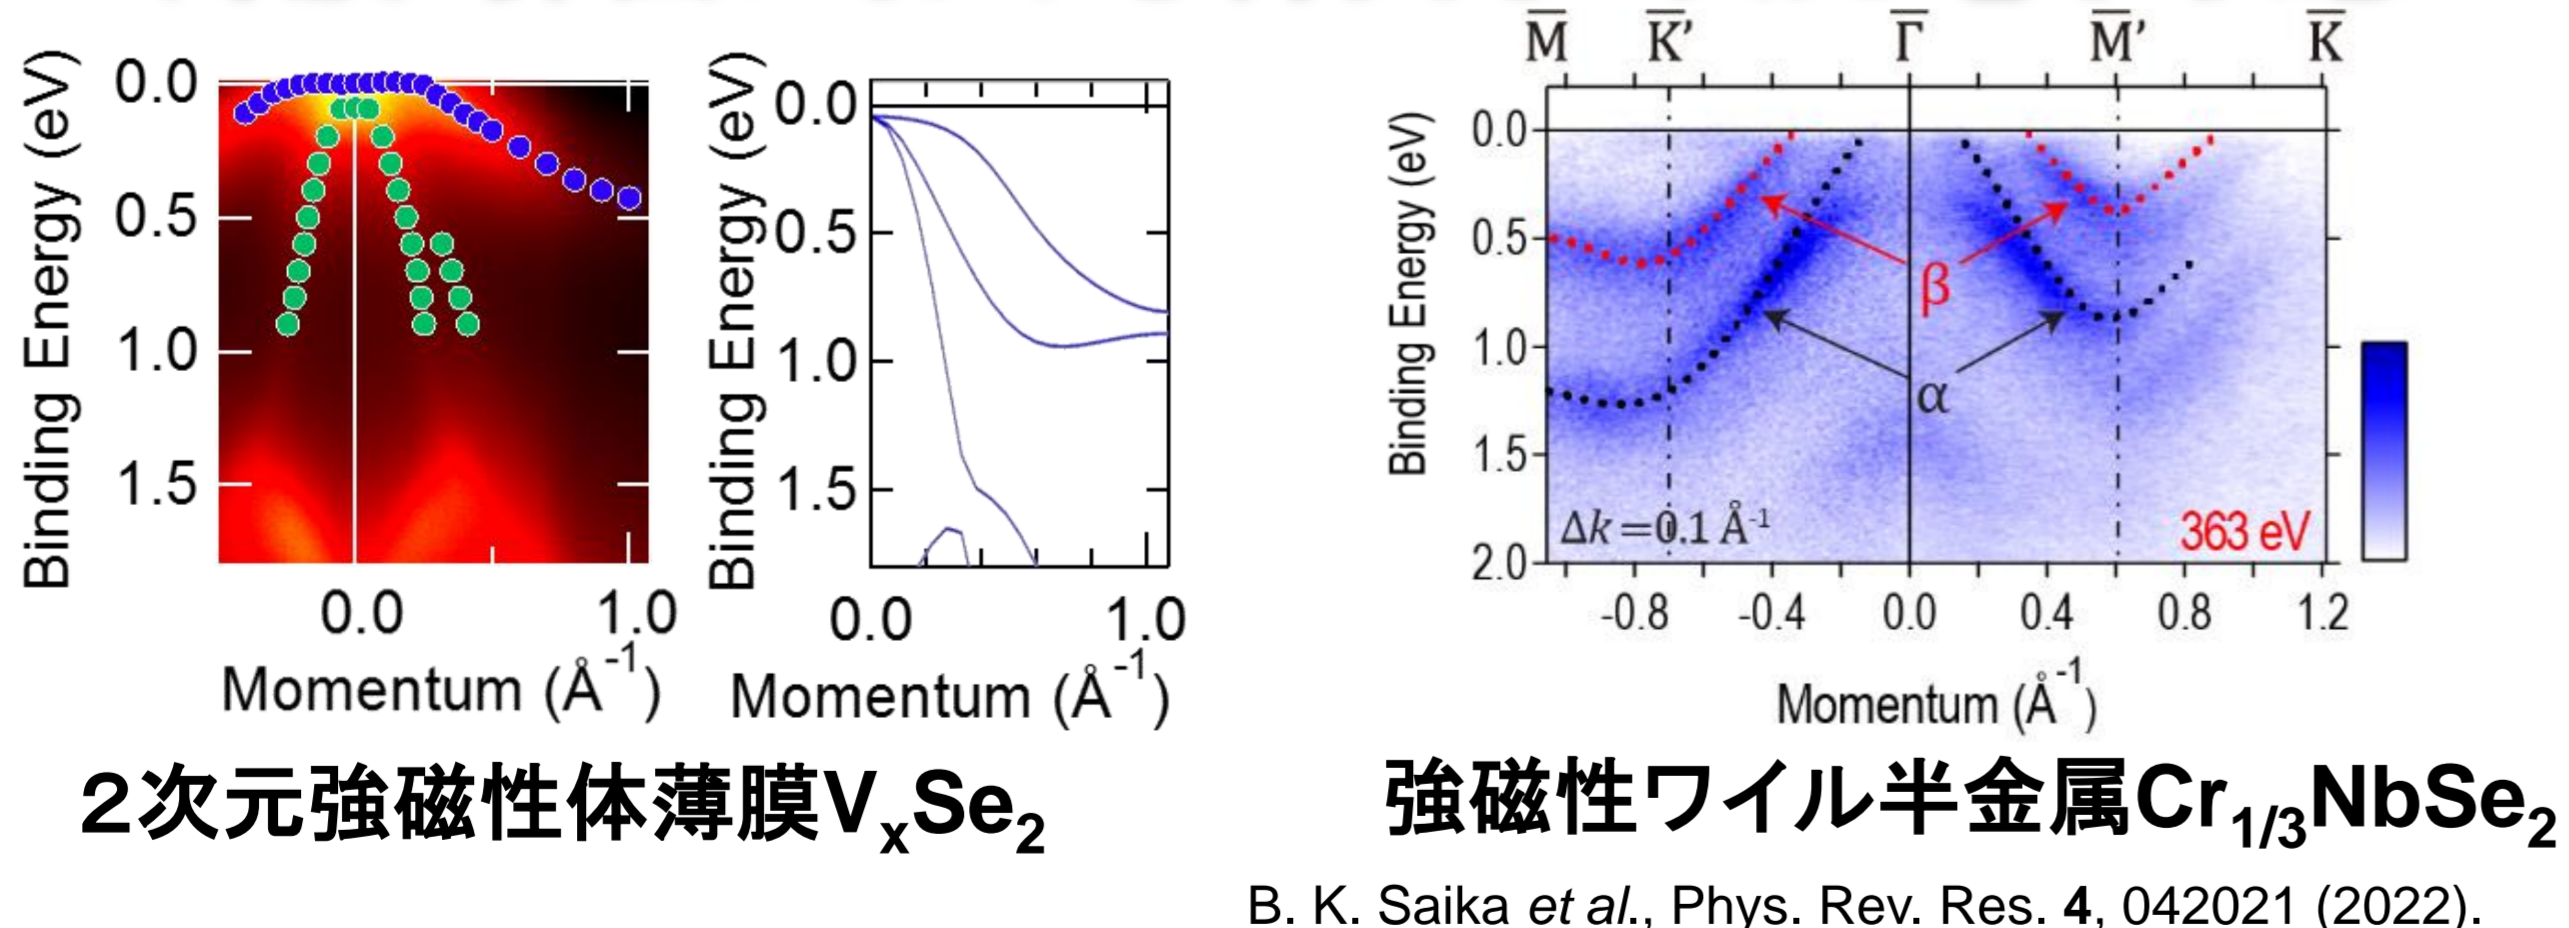 Binding Energy (eV)
0.0
0.5
1.0
1.5
0.0 1.0
Momentum (Å⁻¹)
Binding Energy (eV)
0.0
0.5
1.0
1.5
0.0 1.0
Momentum (Å⁻¹)
２次元強磁性体薄膜VₓSe₂
M̅ K̅’ Γ̅ M̅’ K̅
Binding Energy (eV)
0.0
0.5
1.0
1.5
2.0
β
α
Δk=0.1 Å⁻¹
363 eV
-0.8 -0.4 0.0 0.4 0.8 1.2
Momentum (Å⁻¹)
強磁性ワイル半金属Cr₁/₃NbSe₂
B. K. Saika et al., Phys. Rev. Res. 4, 042021 (2022).